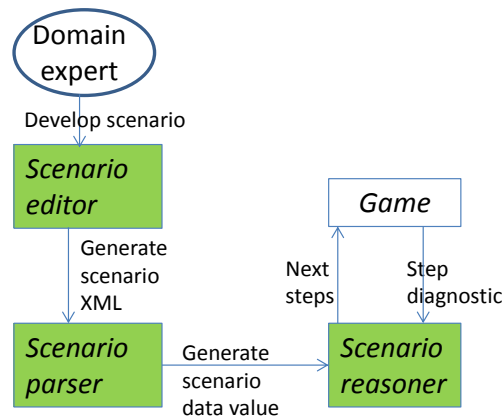 Domain
expert
Develop scenario
Scenario
editor
Generate
scenario
XML
Scenario
parser
Generate
scenario
data value
Game
Next
steps
Step
diagnostic
Scenario
reasoner